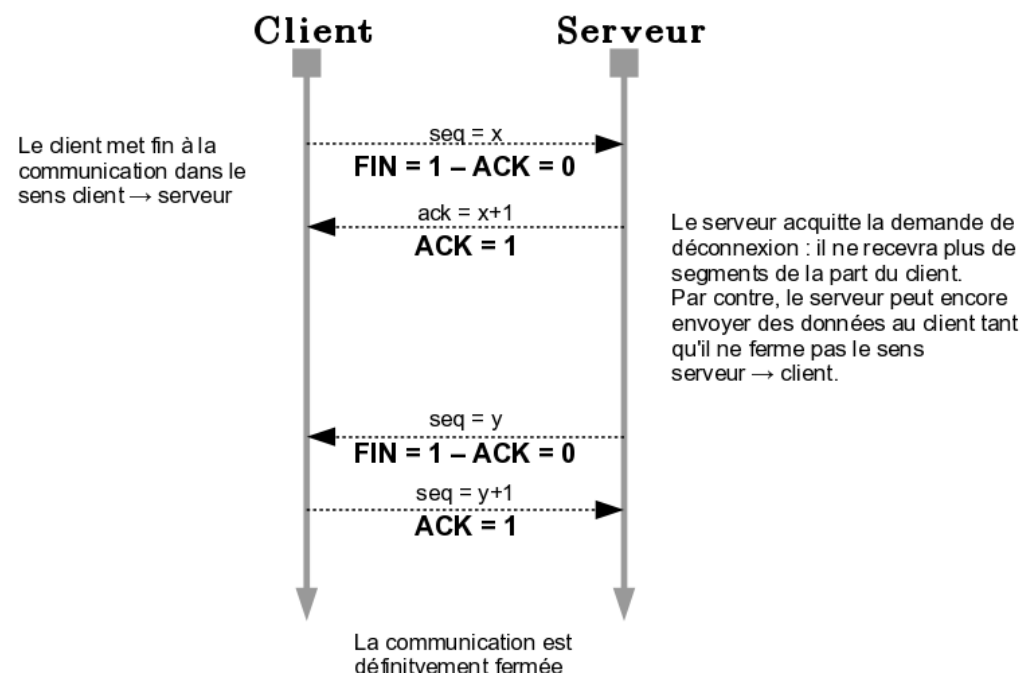 Client
Serveur
Le client met fin à la
communication dans le
sens client → serveur
seq = x
FIN = 1 – ACK = 0
ack = x+1
ACK = 1
Le serveur acquitte la demande de
déconnexion : il ne recevra plus de
segments de la part du client.
Par contre, le serveur peut encore
envoyer des données au client tant
qu'il ne ferme pas le sens
serveur → client.
seq = y
FIN = 1 – ACK = 0
seq = y+1
ACK = 1
La communication est
définitvement fermée